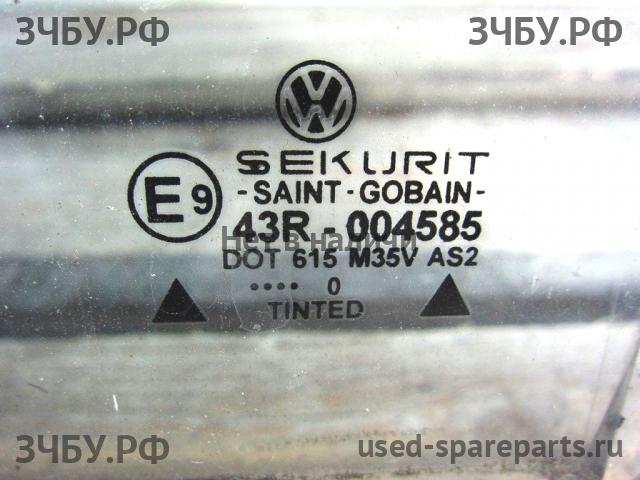 ЗЧБУ.РФ ЗЧБУ.РФ
SEKURIT
E9 - SAINT - GOBAIN -
43R - 004585
Нет в наличи
DOT 615 M35V AS2
.... 0
TINTED
ЗЧБУ.РФ used-spareparts.ru